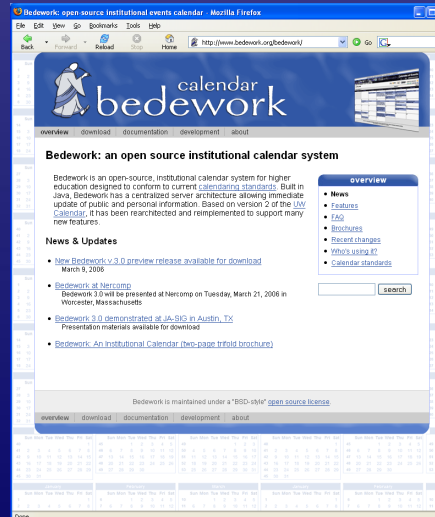 Bedework: open-source institutional events calendar - Mozilla Firefox
File Edit View Go Bookmarks Tools Help
Back Forward Reload Stop Home http://www.bedework.org/bedework/ Go
calendar
bedework
overview download documentation development about
Bedework: an open source institutional calendar system
Bedework is an open-source, institutional calendar system for higher
education designed to conform to current calendaring standards. Built in
Java, Bedework has a centralized server architecture allowing immediate
update of public and personal information. Based on version 2 of the UW
Calendar, it has been rearchitected and reimplemented to support many
new features.
News & Updates
New Bedework v.3.0 preview release available for download
March 9, 2006
Bedework at Nercomp
Bedework 3.0 will be presented at Nercomp on Tuesday, March 21, 2006 in
Worcester, Massachusetts
Bedework 3.0 demonstrated at JA-SIG in Austin, TX
Presentation materials available for download
Bedework: An Institutional Calendar (two-page trifold brochure)
overview
News
Features
FAQ
Brochures
Recent changes
Who's using it?
Calendar standards
search
Bedework is maintained under a "BSD-style" open source license.
overview download documentation development about
Done